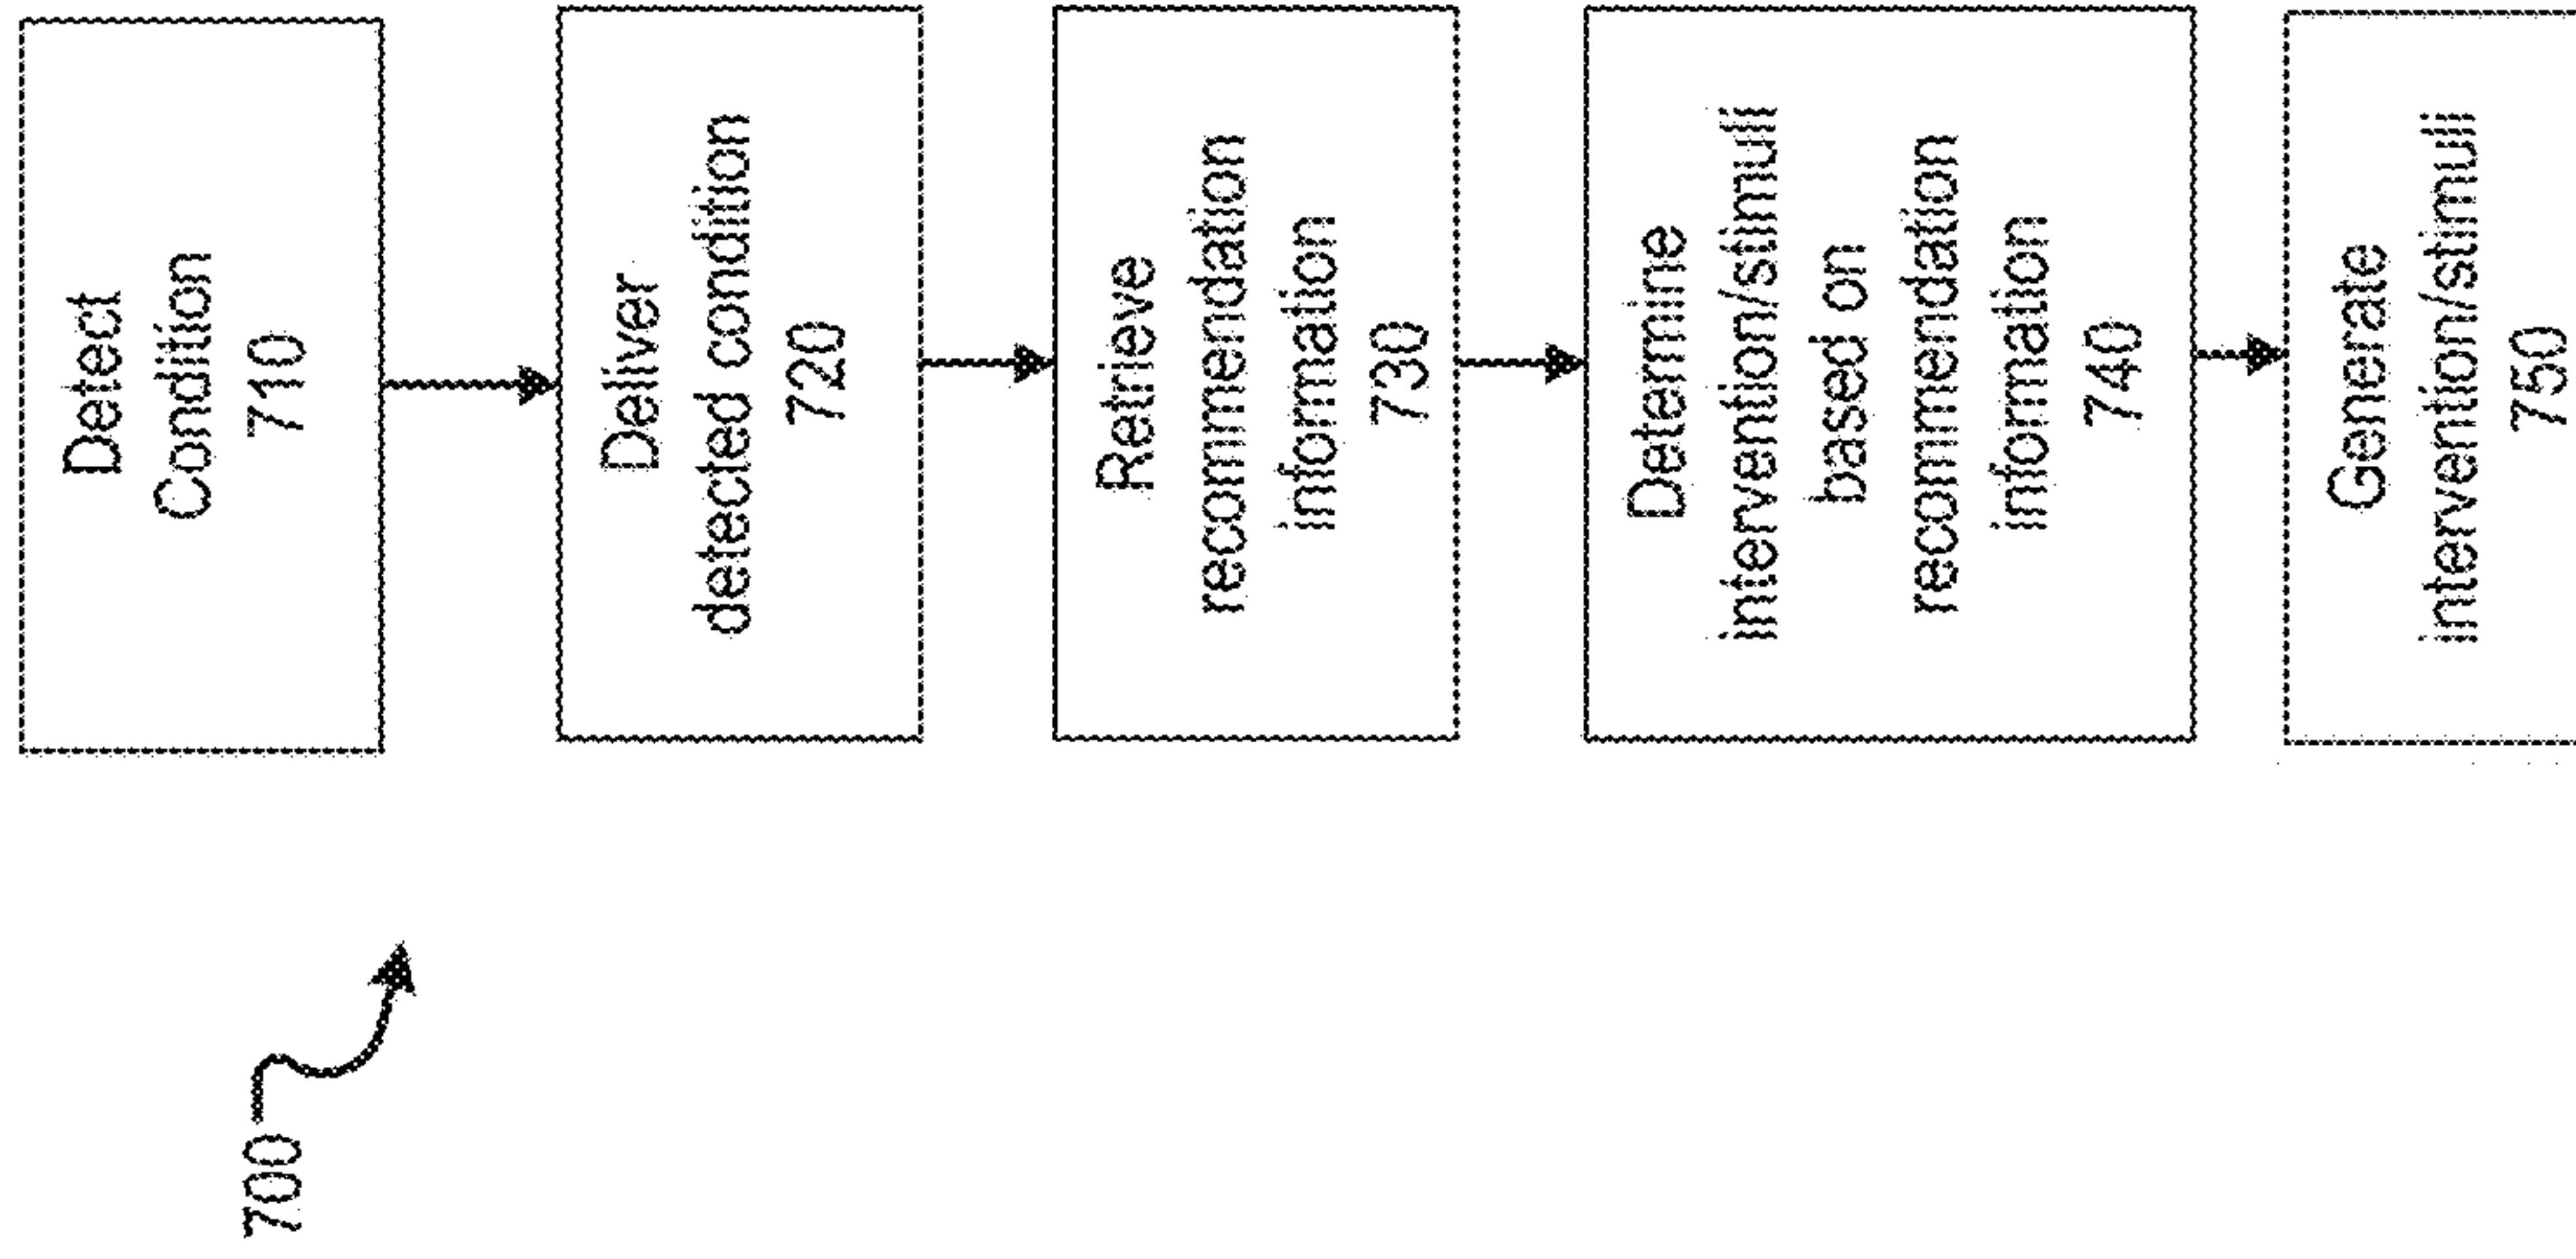 Detect
Condition
710
Deliver
detected condition
720
Retrieve
recommendation
information
730
Determine
intervention/stimuli
based on
recommendation
information
740
Generate
intervention/stimuli
750
700